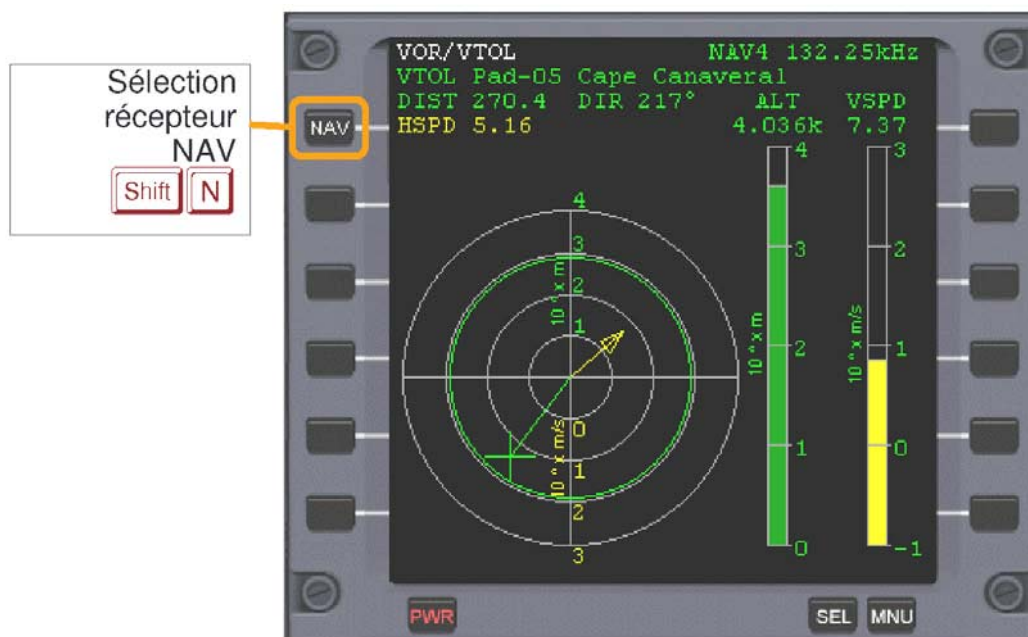 Sélection
récepteur
NAV
Shift N
NAV
VOR/VTOL NAV4 132.25kHz
VTOL Pad-05 Cape Canaveral
DIST 270.4 DIR 217° ALT VSPD
HSPD 5.16 4.036k 7.37
4
3
2
1
10^x m
0
1
2
3
10^x m/s
4
3
2
1
0
10^x m
3
2
1
0
-1
10^x m/s
PWR
SEL MNU